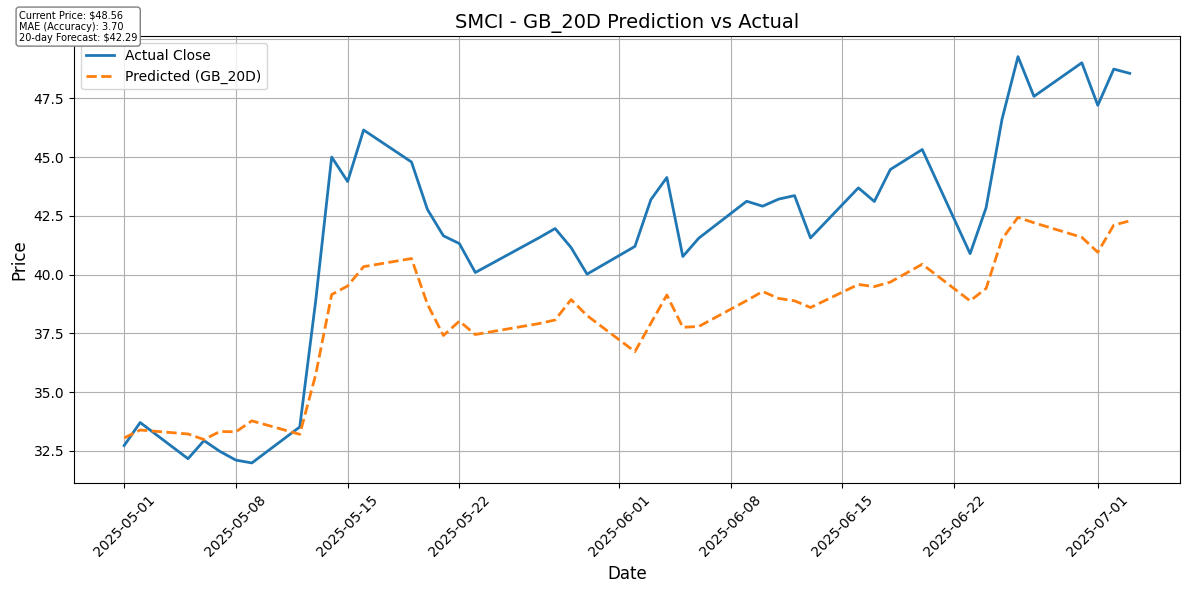 Current Price: $48.56
MAE (Accuracy): 3.70
20-day Forecast: $42.29
SMCI - GB_20D Prediction vs Actual
Actual Close
Predicted (GB_20D)
Price
47.5
45.0
42.5
40.0
37.5
35.0
32.5
2025-05-01
2025-05-08
2025-05-15
2025-05-22
2025-06-01
2025-06-08
2025-06-15
2025-06-22
2025-07-01
Date